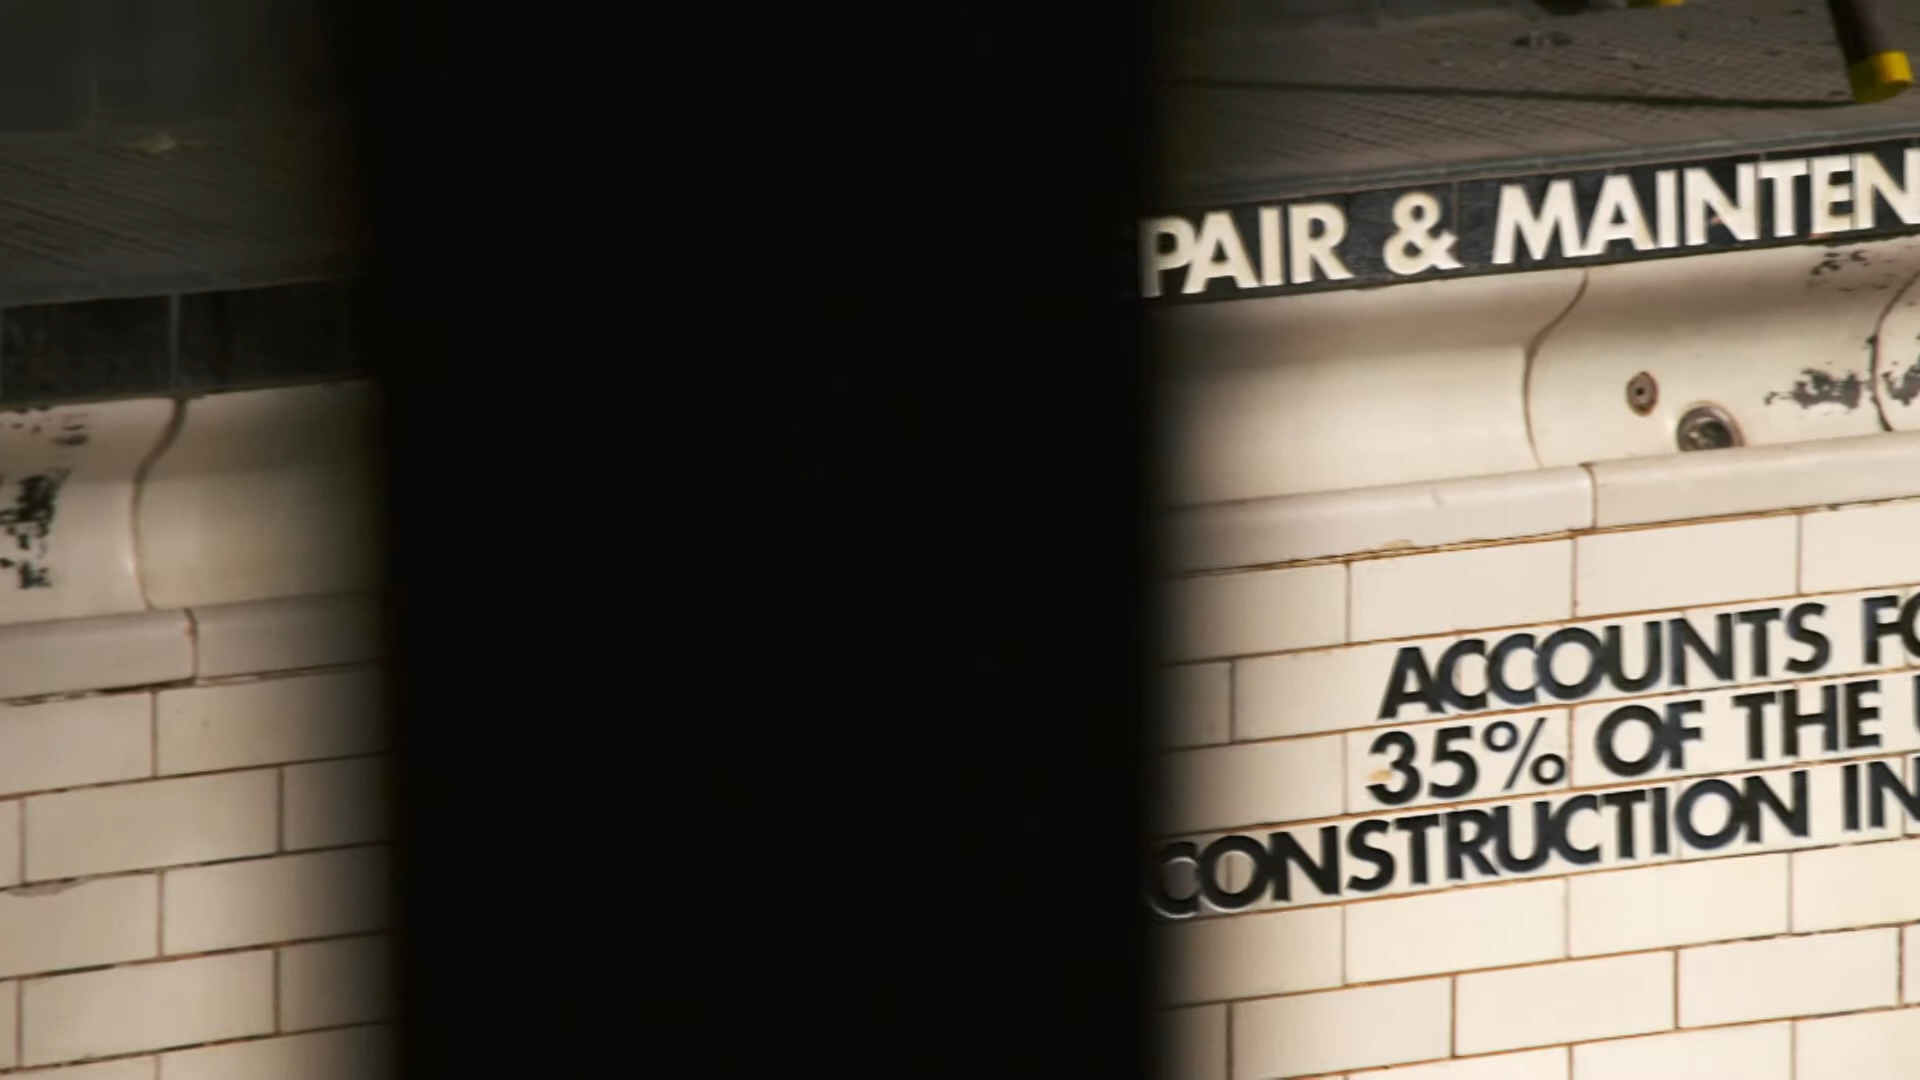 PAIR & MAINTEN
ACCOUNTS FO
35% OF THE
CONSTRUCTION IN